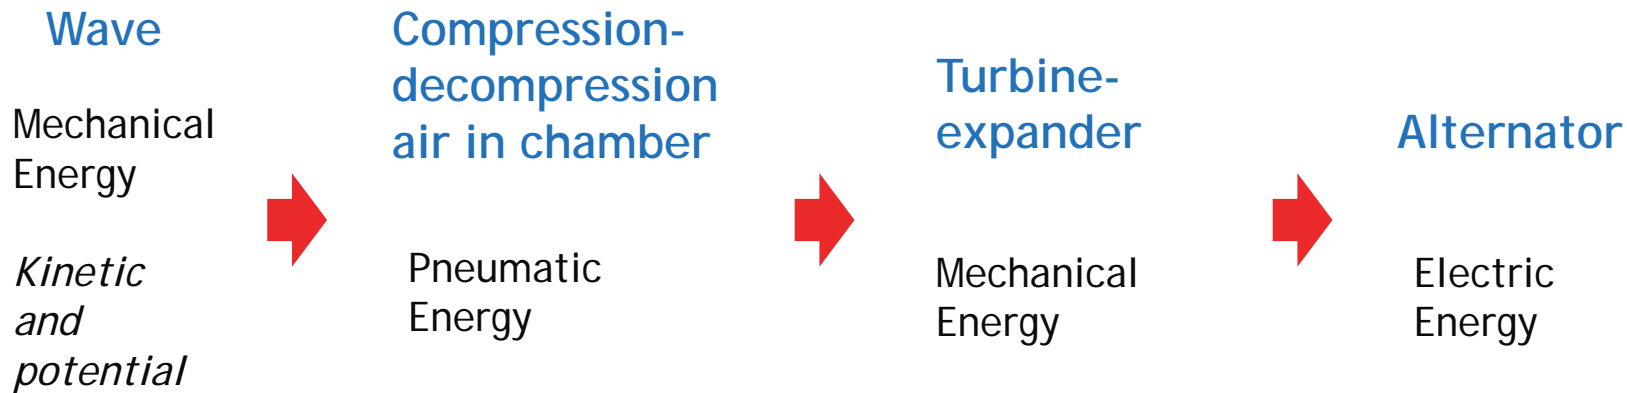 Wave
Mechanical
Energy
Kinetic
and
potential
Compression-
decompression
air in chamber
Pneumatic
Energy
Turbine-
expander
Mechanical
Energy
Alternator
Electric
Energy